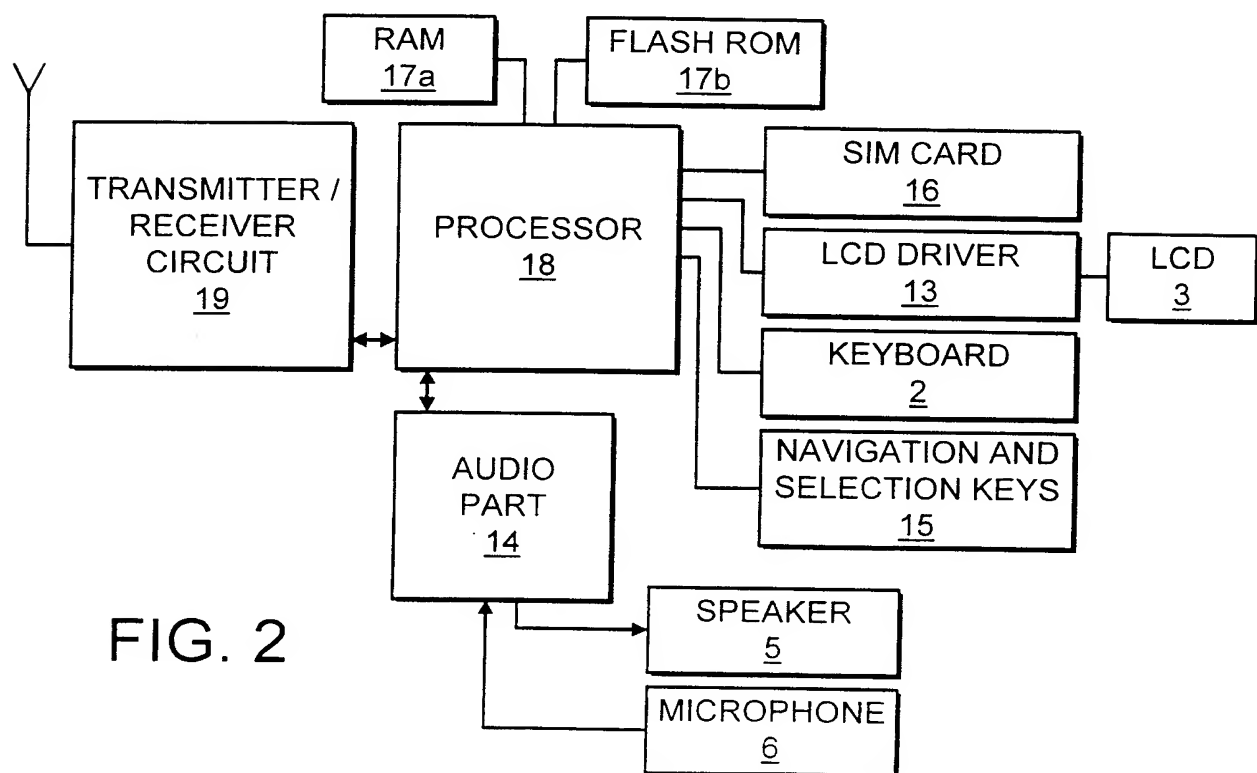 RAM
17a
FLASH ROM
17b
TRANSMITTER /
RECEIVER
CIRCUIT
19
PROCESSOR
18
SIM CARD
16
LCD DRIVER
13
LCD
3
KEYBOARD
2
NAVIGATION AND
SELECTION KEYS
15
AUDIO
PART
14
SPEAKER
5
MICROPHONE
6
FIG. 2